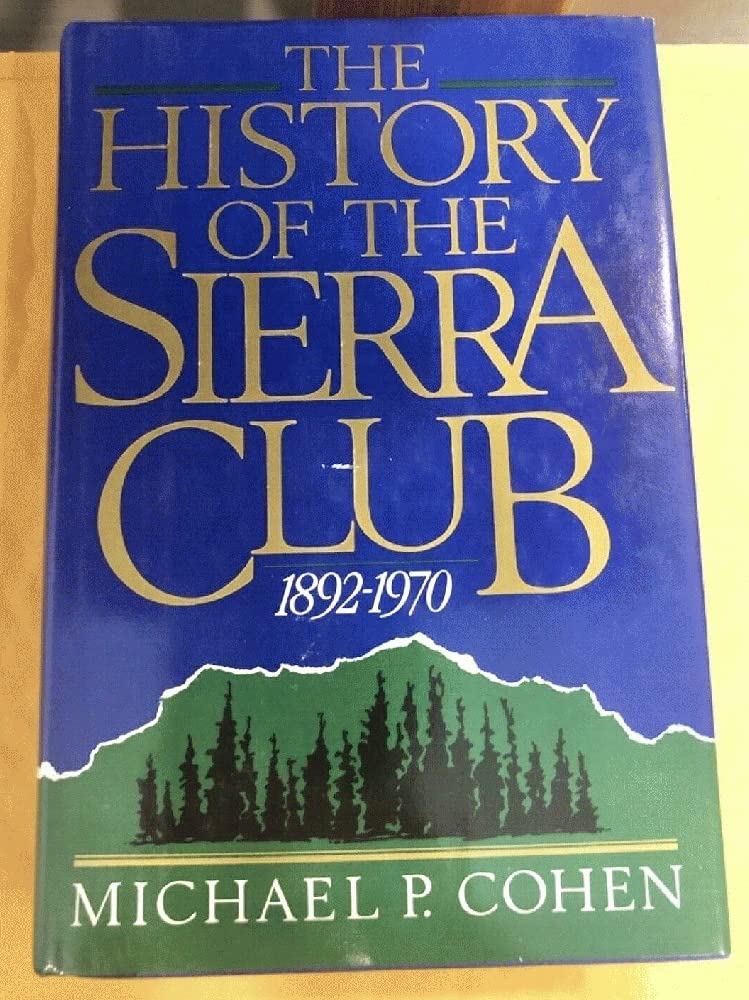 THE
HISTORY
OF THE
SIERRA
CLUB
1892-1970
MICHAEL P. COHEN